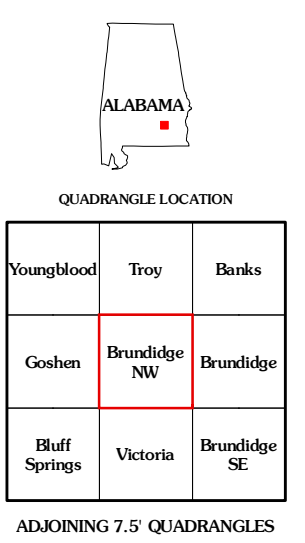 ALABAMA
QUADRANGLE LOCATION
Youngblood
Troy
Banks
Goshen
Brundidge
NW
Brundidge
Bluff
Springs
Victoria
Brundidge
SE
ADJOINING 7.5' QUADRANGLES